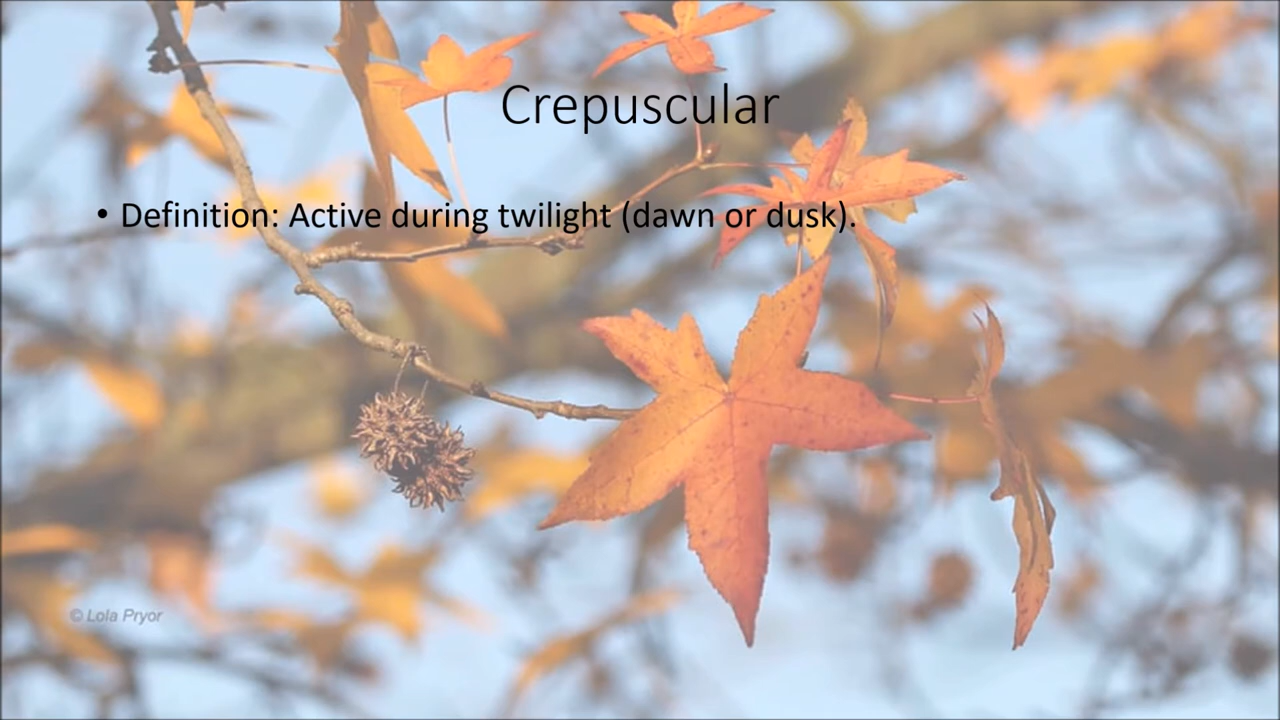 Crepuscular
• Definition: Active during twilight (dawn or dusk).
© Lola Pryor